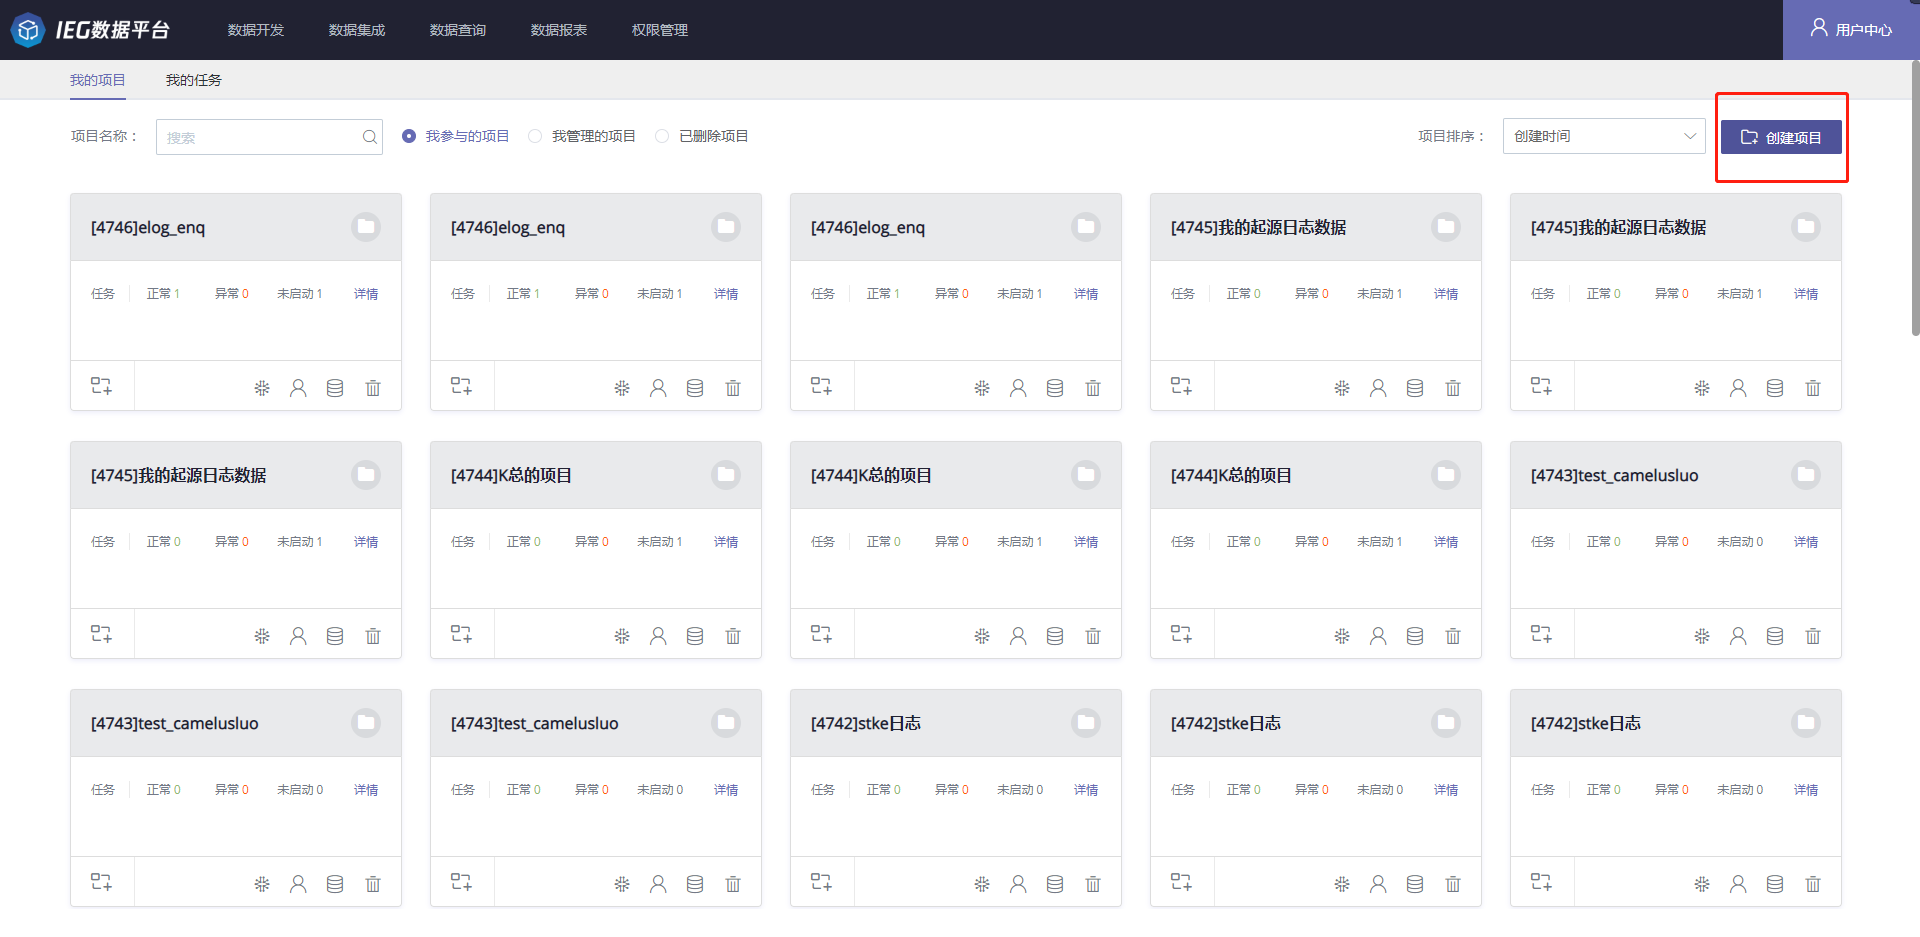 IEG数据平台 数据开发 数据集成 数据查询 数据报表 权限管理 用户中心
我的项目 我的任务
项目名称： 搜索 我参与的项目 我管理的项目 已删除项目 项目排序： 创建时间 创建项目
[4746]elog_enq [4746]elog_enq [4746]elog_enq [4745]我的起源日志数据 [4745]我的起源日志数据
任务 正常 1 异常 0 未启动 1 详情 任务 正常 1 异常 0 未启动 1 详情 任务 正常 1 异常 0 未启动 1 详情 任务 正常 0 异常 0 未启动 1 详情 任务 正常 0 异常 0 未启动 1 详情
[4745]我的起源日志数据 [4744]K总的项目 [4744]K总的项目 [4744]K总的项目 [4743]test_camelusluo
任务 正常 0 异常 0 未启动 1 详情 任务 正常 0 异常 0 未启动 1 详情 任务 正常 0 异常 0 未启动 1 详情 任务 正常 0 异常 0 未启动 1 详情 任务 正常 0 异常 0 未启动 0 详情
[4743]test_camelusluo [4743]test_camelusluo [4742]stke日志 [4742]stke日志 [4742]stke日志
任务 正常 0 异常 0 未启动 0 详情 任务 正常 0 异常 0 未启动 0 详情 任务 正常 0 异常 0 未启动 0 详情 任务 正常 0 异常 0 未启动 0 详情 任务 正常 0 异常 0 未启动 0 详情